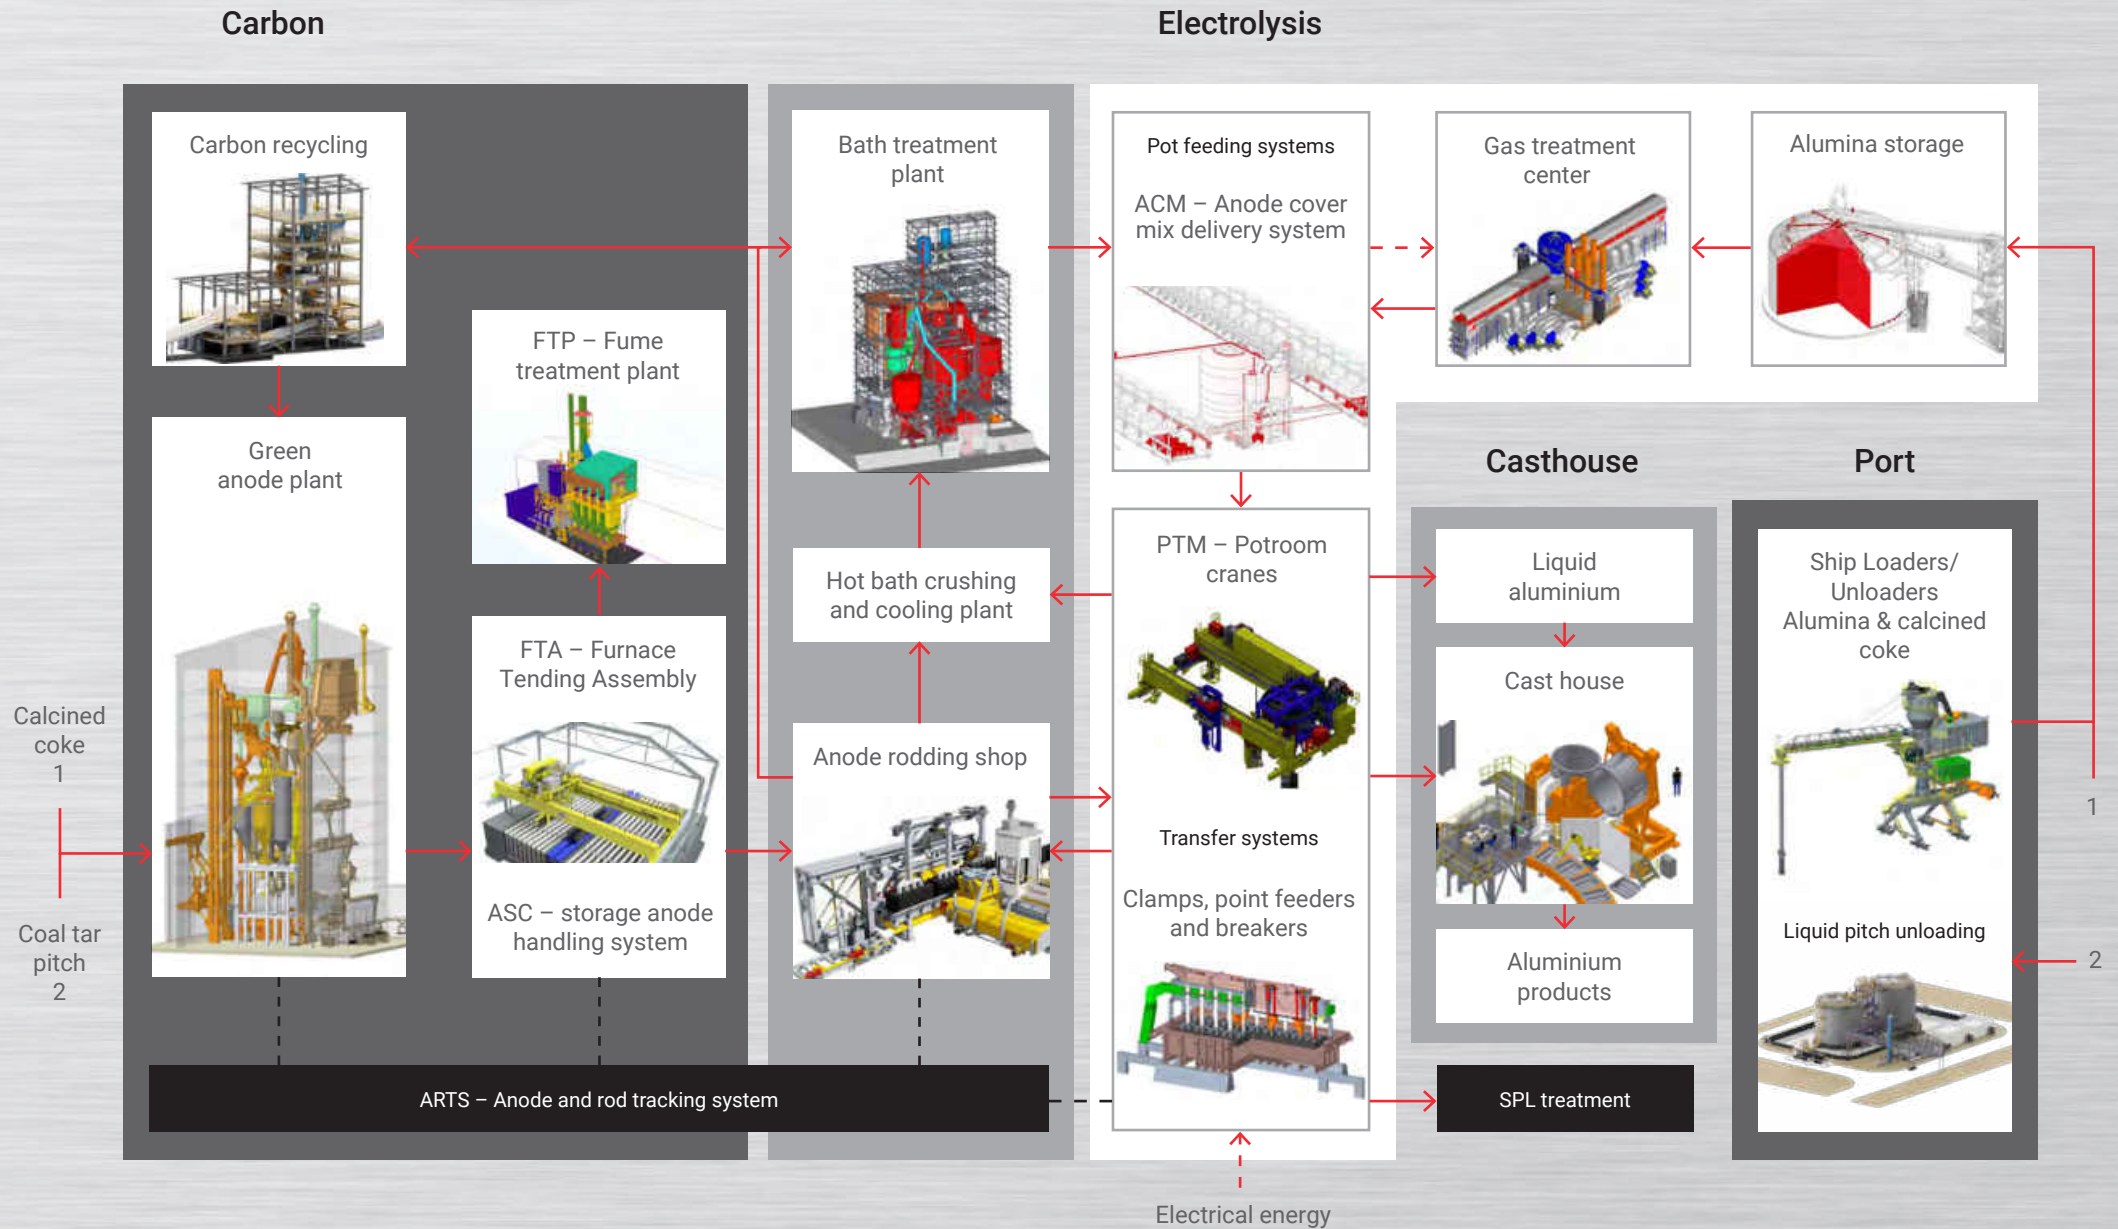 Carbon
Electrolysis
Carbon recycling
Green
anode plant
Calcined
coke
1
Coal tar
pitch
2
FTP – Fume
treatment plant
FTA – Furnace
Tending Assembly
ASC – storage anode
handling system
Bath treatment
plant
Hot bath crushing
and cooling plant
Anode rodding shop
ARTS – Anode and rod tracking system
Pot feeding systems
ACM – Anode cover
mix delivery system
PTM – Potroom
cranes
Transfer systems
Clamps, point feeders
and breakers
Electrical energy
Gas treatment
center
Alumina storage
Casthouse
Liquid
aluminium
Cast house
Aluminium
products
SPL treatment
Port
Ship Loaders/
Unloaders
Alumina & calcined
coke
Liquid pitch unloading
1
2